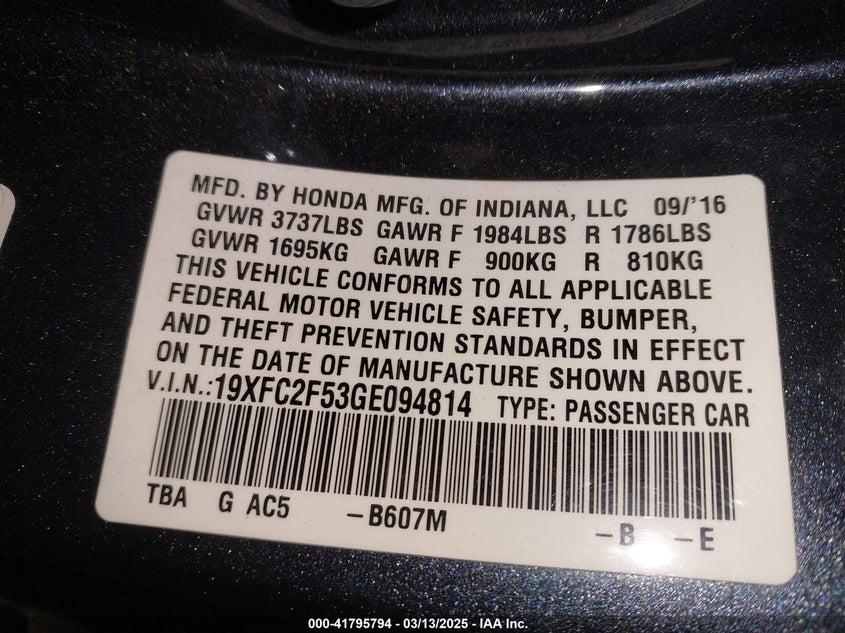 MFD. BY HONDA MFG. OF INDIANA, LLC 09/'16
GVWR 3737LBS GAWR F 1984LBS R 1786LBS
GVWR 1695KG GAWR F 900KG R 810KG
THIS VEHICLE CONFORMS TO ALL APPLICABLE
FEDERAL MOTOR VEHICLE SAFETY, BUMPER,
AND THEFT PREVENTION STANDARDS IN EFFECT
ON THE DATE OF MANUFACTURE SHOWN ABOVE.
V.I.N.:19XFC2F53GE094814 TYPE: PASSENGER CAR
TBA G AC5 -B607M -B -E
000-41795794 — 03/13/2025 — IAA Inc.